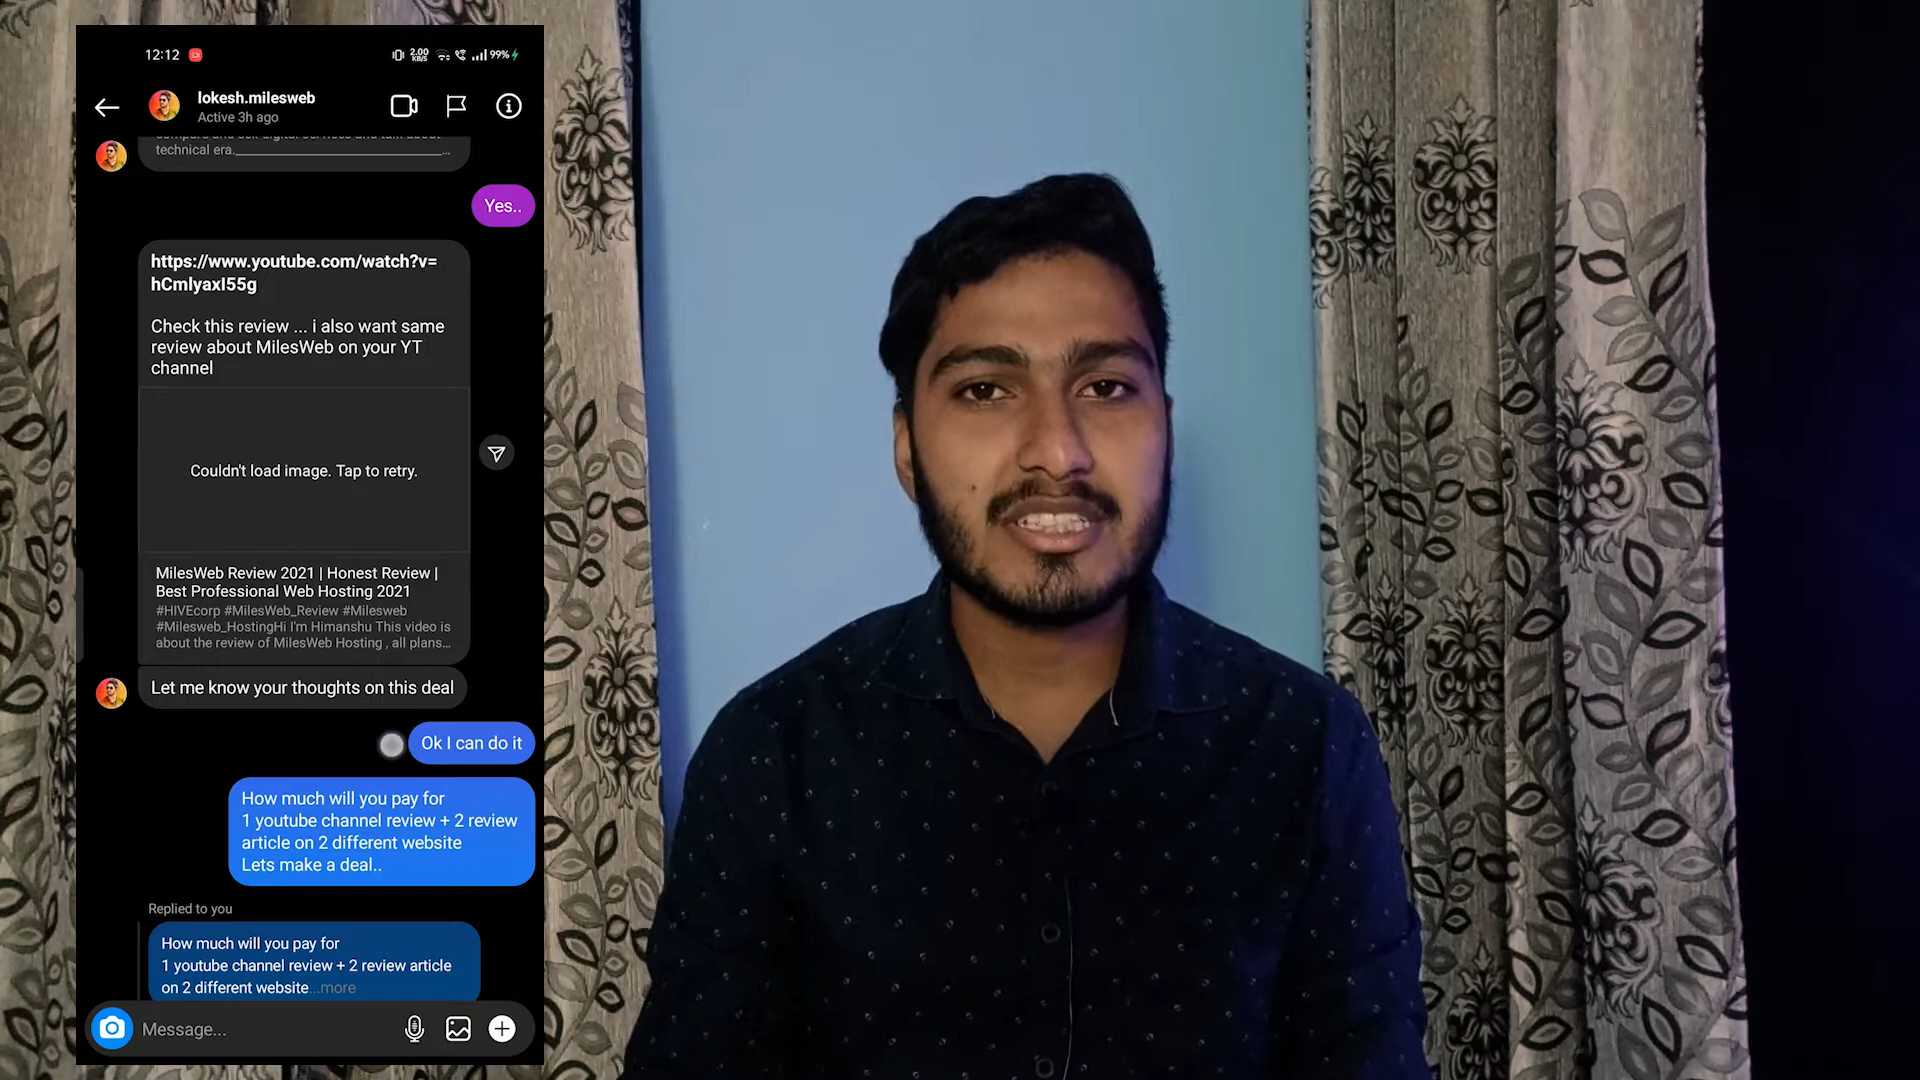 12:12
2.00
KB/S
99%
lokesh.milesweb
Active 3h ago
technical era.___________________________...
Yes..
https://www.youtube.com/watch?v=
hCmlyaxI55g
Check this review ... i also want same
review about MilesWeb on your YT
channel
Couldn't load image. Tap to retry.
MilesWeb Review 2021 | Honest Review |
Best Professional Web Hosting 2021
#HIVEcorp #MilesWeb_Review #Milesweb
#Milesweb_HostingHi I'm Himanshu This video is
about the review of MilesWeb Hosting , all plans...
Let me know your thoughts on this deal
Ok I can do it
How much will you pay for
1 youtube channel review + 2 review
article on 2 different website
Lets make a deal..
Replied to you
How much will you pay for
1 youtube channel review + 2 review article
on 2 different website...more
Message...